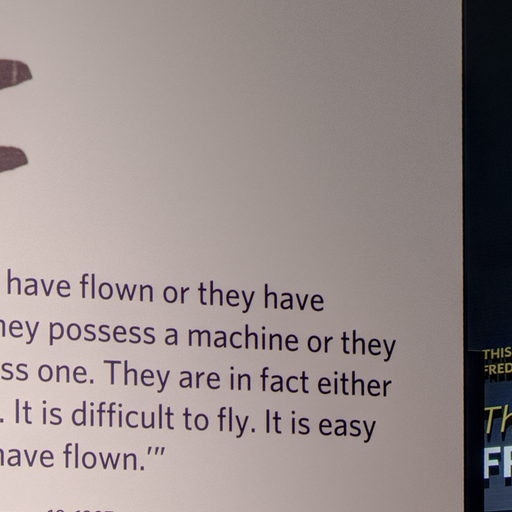 have flown or they have
hey possess a machine or they
ss one. They are in fact either
. It is difficult to fly. It is easy
have flown.'"
THIS
FRED
Th